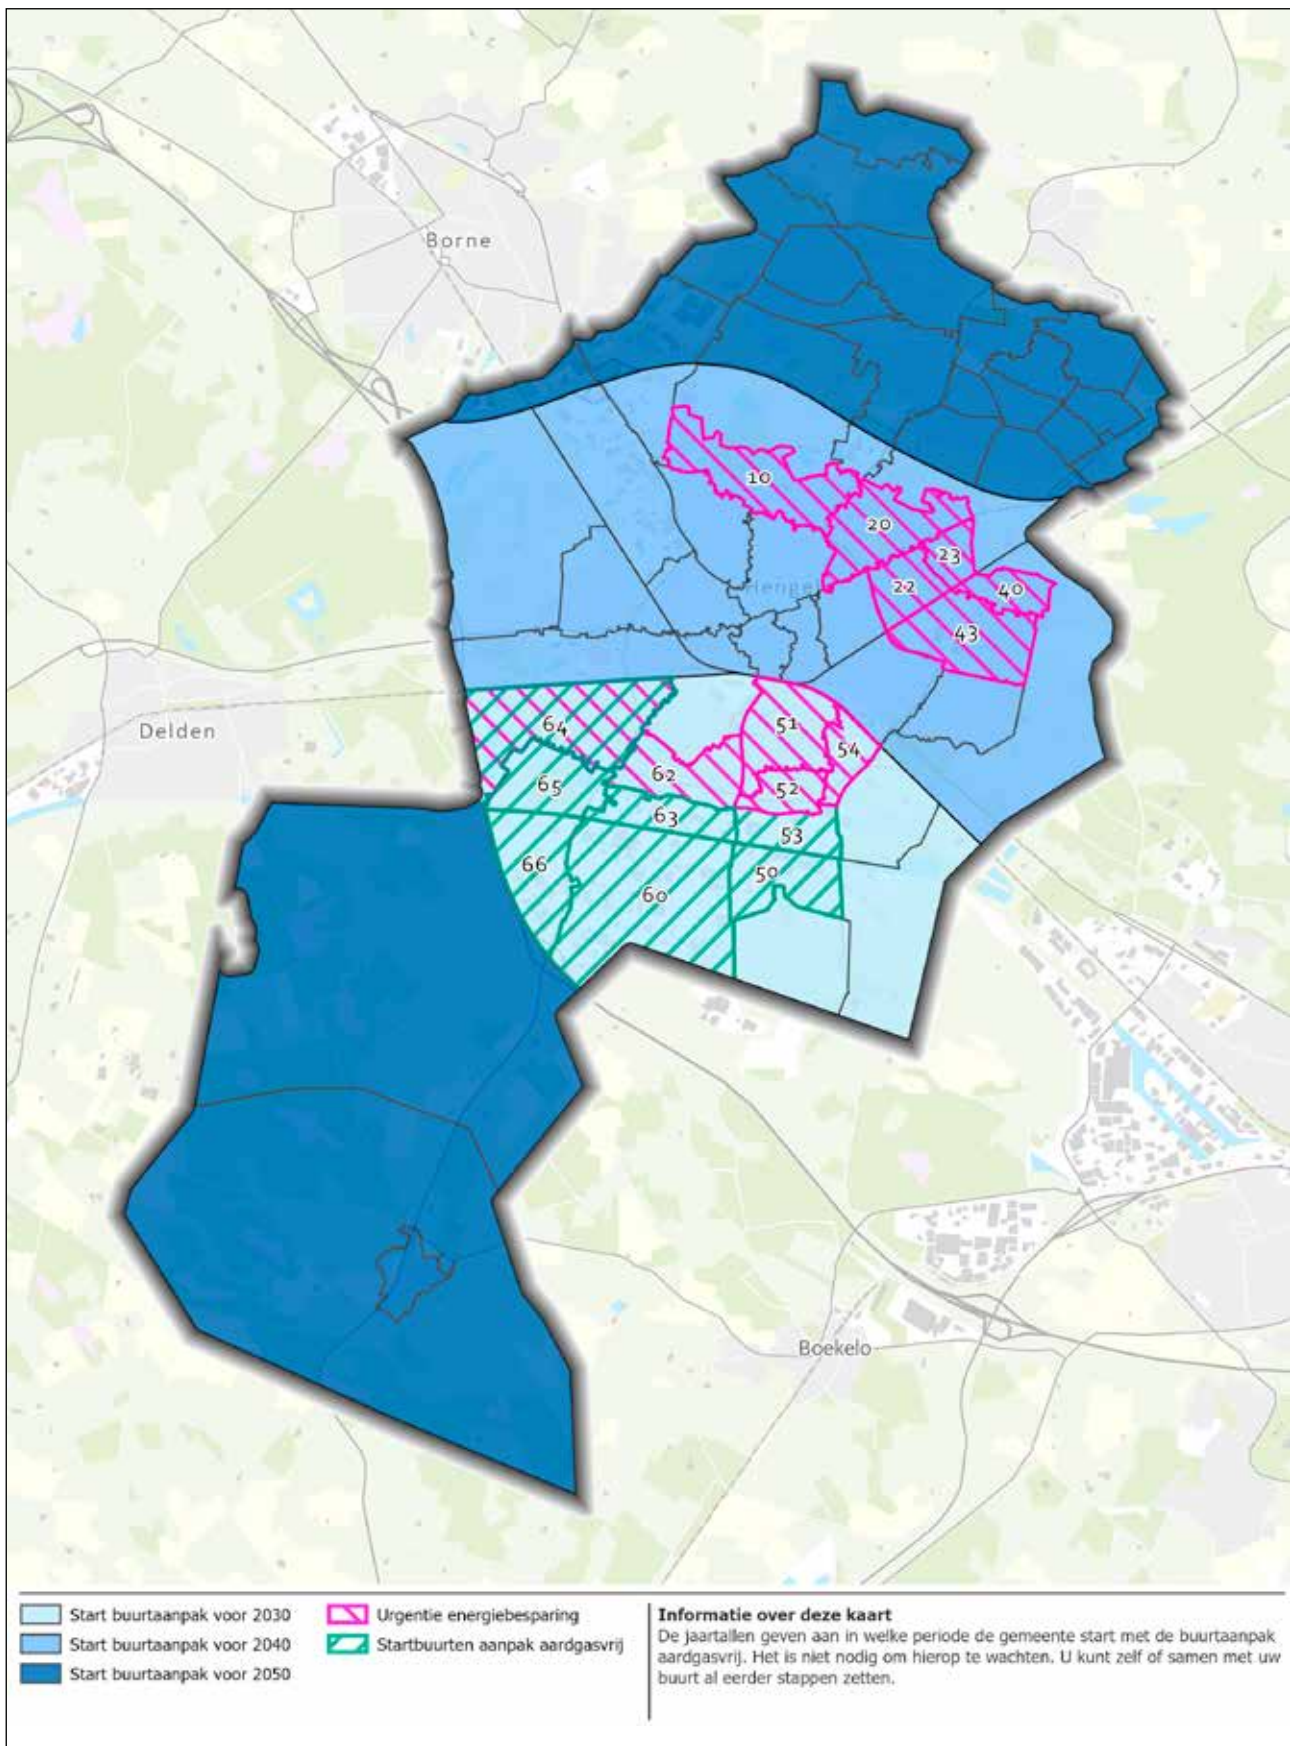 Borne
10
20
23
Hengel
22
40
43
Delden
64
51
54
62
65
52
63
53
66
50
60
Boekelo
Start buurtaanpak voor 2030
Start buurtaanpak voor 2040
Start buurtaanpak voor 2050
Urgentie energiebesparing
Startbuurten aanpak aardgasvrij
Informatie over deze kaart
De jaartallen geven aan in welke periode de gemeente start met de buurtaanpak
aardgasvrij. Het is niet nodig om hierop te wachten. U kunt zelf of samen met uw
buurt al eerder stappen zetten.